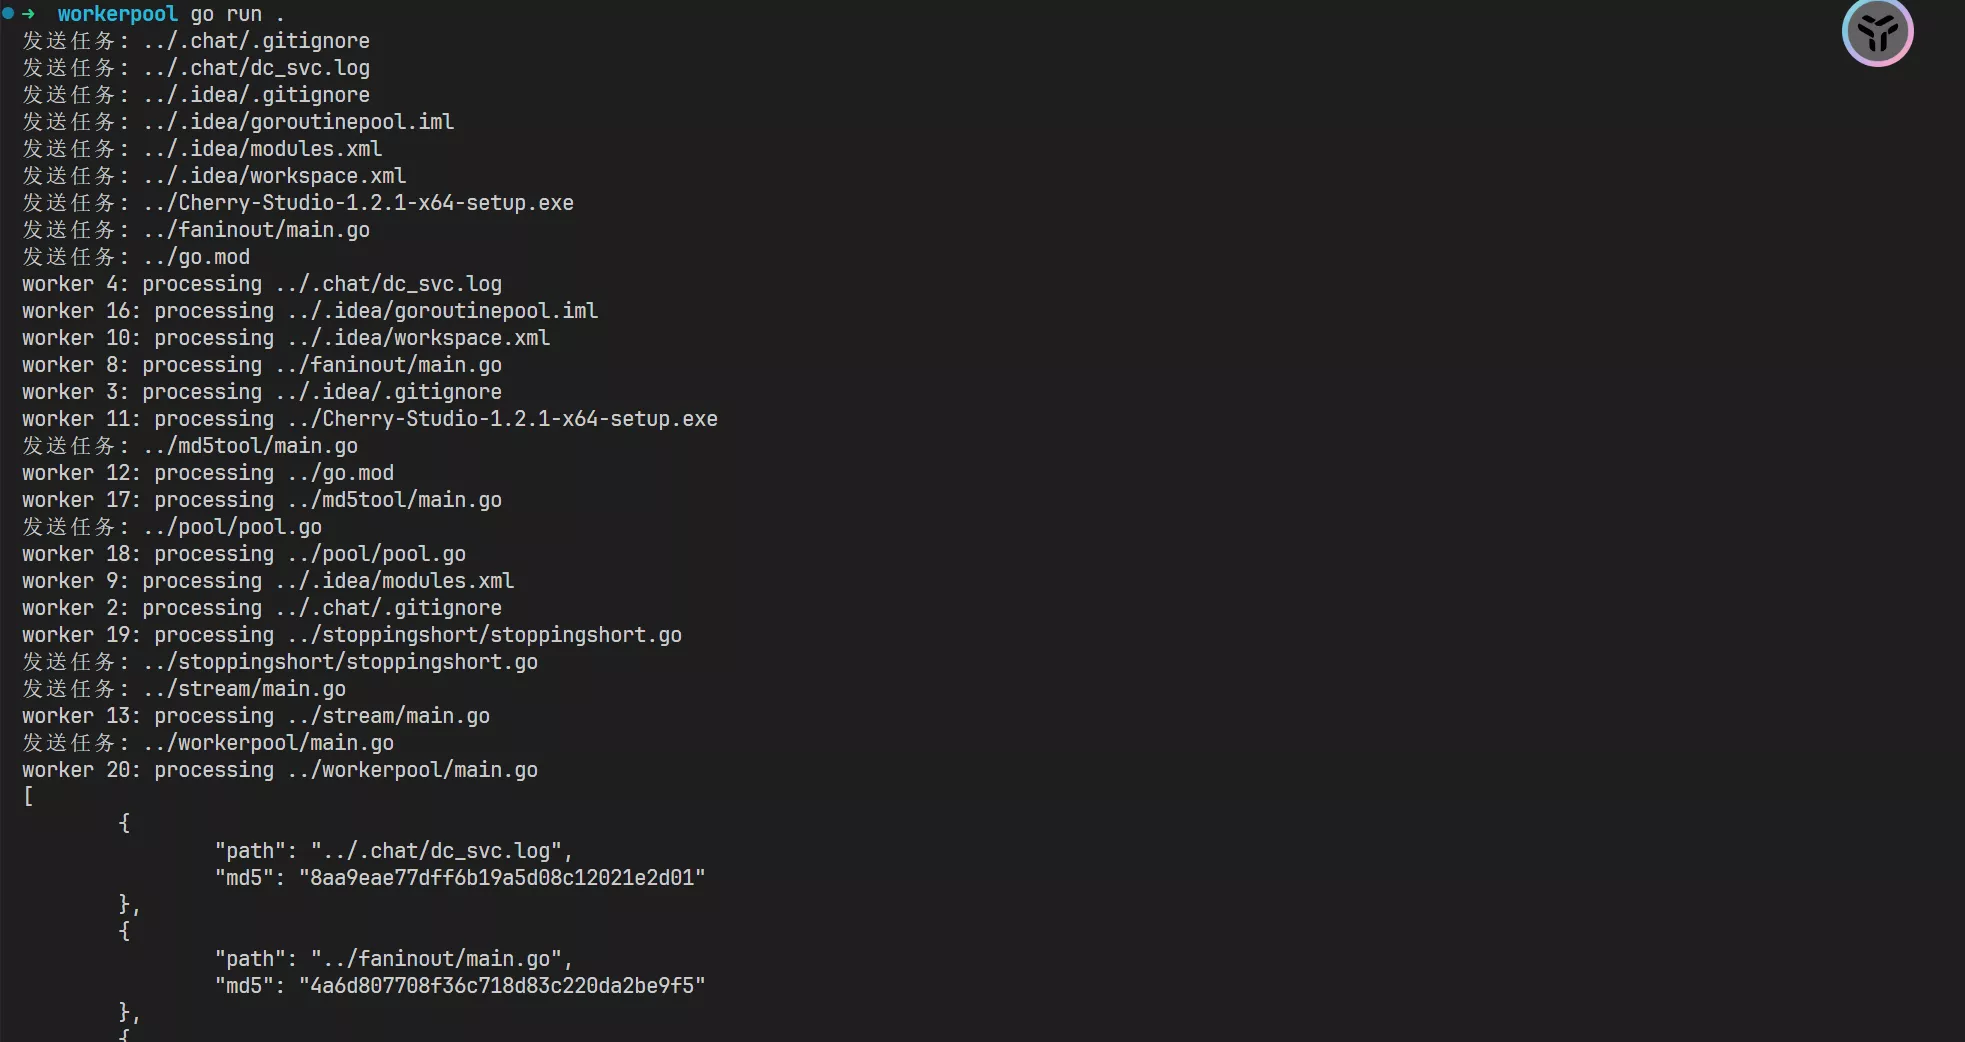 ➜ workerpool go run .
发送任务: ../.chat/.gitignore
发送任务: ../.chat/dc_svc.log
发送任务: ../.idea/.gitignore
发送任务: ../.idea/goroutinepool.iml
发送任务: ../.idea/modules.xml
发送任务: ../.idea/workspace.xml
发送任务: ../Cherry-Studio-1.2.1-x64-setup.exe
发送任务: ../faninout/main.go
发送任务: ../go.mod
worker 4: processing ../.chat/dc_svc.log
worker 16: processing ../.idea/goroutinepool.iml
worker 10: processing ../.idea/workspace.xml
worker 8: processing ../faninout/main.go
worker 3: processing ../.idea/.gitignore
worker 11: processing ../Cherry-Studio-1.2.1-x64-setup.exe
发送任务: ../md5tool/main.go
worker 12: processing ../go.mod
worker 17: processing ../md5tool/main.go
发送任务: ../pool/pool.go
worker 18: processing ../pool/pool.go
worker 9: processing ../.idea/modules.xml
worker 2: processing ../.chat/.gitignore
worker 19: processing ../stoppingshort/stoppingshort.go
发送任务: ../stoppingshort/stoppingshort.go
发送任务: ../stream/main.go
worker 13: processing ../stream/main.go
发送任务: ../workerpool/main.go
worker 20: processing ../workerpool/main.go
[
{
"path": "../.chat/dc_svc.log",
"md5": "8aa9eae77dff6b19a5d08c12021e2d01"
},
{
"path": "../faninout/main.go",
"md5": "4a6d807708f36c718d83c220da2be9f5"
},
{